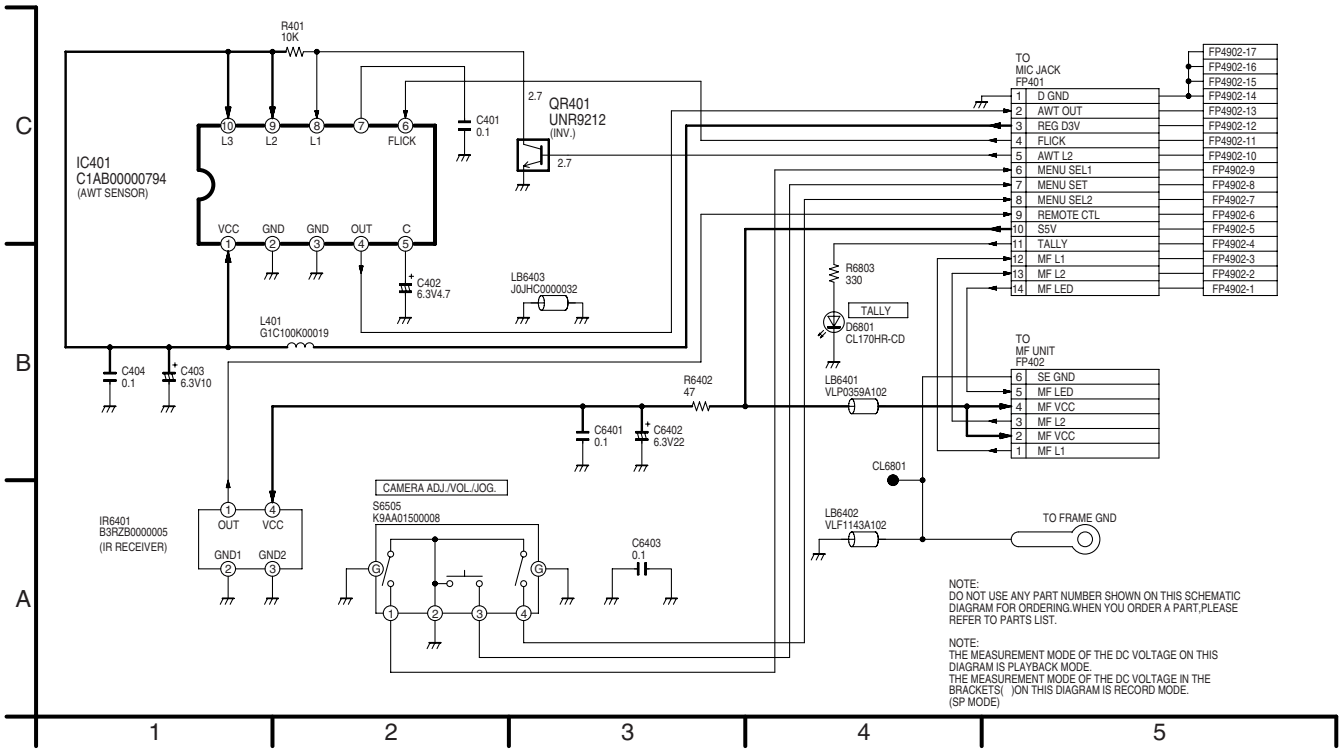 C
B
A
1
2
3
4
5
R401
10K
10
9
8
7
6
L3
L2
L1
FLICK
IC401
C1AB00000794
(AWT SENSOR)
VCC
GND
GND
OUT
C
1
2
3
4
5
C401
0.1
2.7
QR401
UNR9212
(INV.)
2.7
+
C402
6.3V4.7
LB6403
J0JHC0000032
L401
G1C100K00019
C404
0.1
+
C403
6.3V10
R6402
47
C6401
0.1
+
C6402
6.3V22
IR6401
B3RZB0000005
(IR RECEIVER)
1
4
OUT
VCC
GND1
GND2
2
3
CAMERA ADJ./VOL./JOG.
S6505
K9AA01500008
G
G
1
2
3
4
C6403
0.1
R6803
330
TALLY
D6801
CL170HR-CD
LB6401
VLP0359A102
CL6801
LB6402
VLF1143A102
TO FRAME GND
TO
MIC JACK
FP401
1 D GND
2 AWT OUT
3 REG D3V
4 FLICK
5 AWT L2
6 MENU SEL1
7 MENU SET
8 MENU SEL2
9 REMOTE CTL
10 S5V
11 TALLY
12 MF L1
13 MF L2
14 MF LED
FP4902-17
FP4902-16
FP4902-15
FP4902-14
FP4902-13
FP4902-12
FP4902-11
FP4902-10
FP4902-9
FP4902-8
FP4902-7
FP4902-6
FP4902-5
FP4902-4
FP4902-3
FP4902-2
FP4902-1
TO
MF UNIT
FP402
6 SE GND
5 MF LED
4 MF VCC
3 MF L2
2 MF VCC
1 MF L1
NOTE:
DO NOT USE ANY PART NUMBER SHOWN ON THIS SCHEMATIC
DIAGRAM FOR ORDERING.WHEN YOU ORDER A PART,PLEASE
REFER TO PARTS LIST.
NOTE:
THE MEASUREMENT MODE OF THE DC VOLTAGE ON THIS
DIAGRAM IS PLAYBACK MODE.
THE MEASUREMENT MODE OF THE DC VOLTAGE IN THE
BRACKETS( )ON THIS DIAGRAM IS RECORD MODE.
(SP MODE)